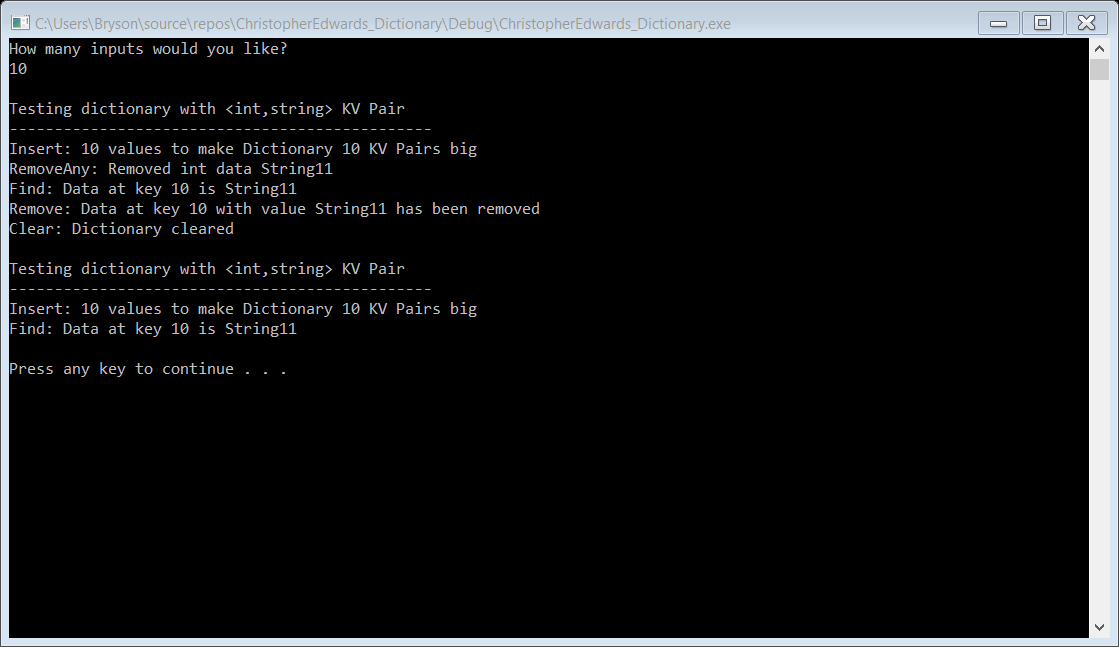 C:\Users\Bryson\source\repos\ChristopherEdwards_Dictionary\Debug\ChristopherEdwards_Dictionary.exe
How many inputs would you like?
10
Testing dictionary with <int,string> KV Pair
-----------------------------------------------
Insert: 10 values to make Dictionary 10 KV Pairs big
RemoveAny: Removed int data String11
Find: Data at key 10 is String11
Remove: Data at key 10 with value String11 has been removed
Clear: Dictionary cleared
Testing dictionary with <int,string> KV Pair
-----------------------------------------------
Insert: 10 values to make Dictionary 10 KV Pairs big
Find: Data at key 10 is String11
Press any key to continue . . .